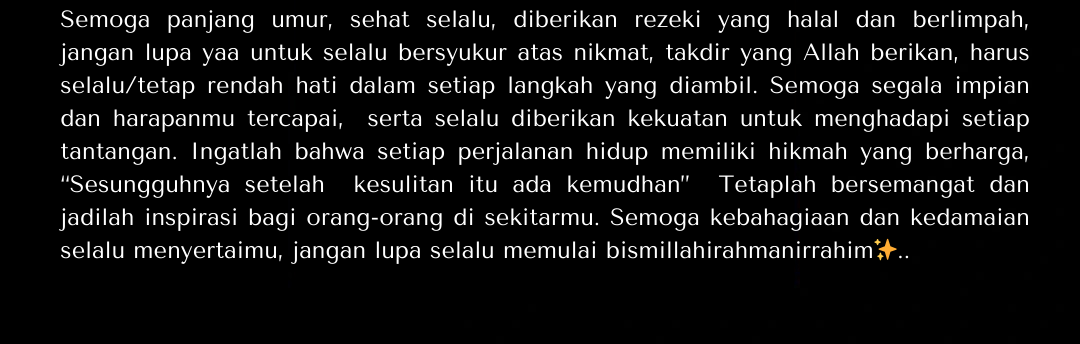 Semoga panjang umur, sehat selalu, diberikan rezeki yang halal dan berlimpah,
jangan lupa yaa untuk selalu bersyukur atas nikmat, takdir yang Allah berikan, harus
selalu/tetap rendah hati dalam setiap langkah yang diambil. Semoga segala impian
dan harapanmu tercapai,  serta selalu diberikan kekuatan untuk menghadapi setiap
tantangan. Ingatlah bahwa setiap perjalanan hidup memiliki hikmah yang berharga,
“Sesungguhnya setelah  kesulitan itu ada kemudhan”  Tetaplah bersemangat dan
jadilah inspirasi bagi orang-orang di sekitarmu. Semoga kebahagiaan dan kedamaian
selalu menyertaimu, jangan lupa selalu memulai bismillahirahmanirrahim✨..